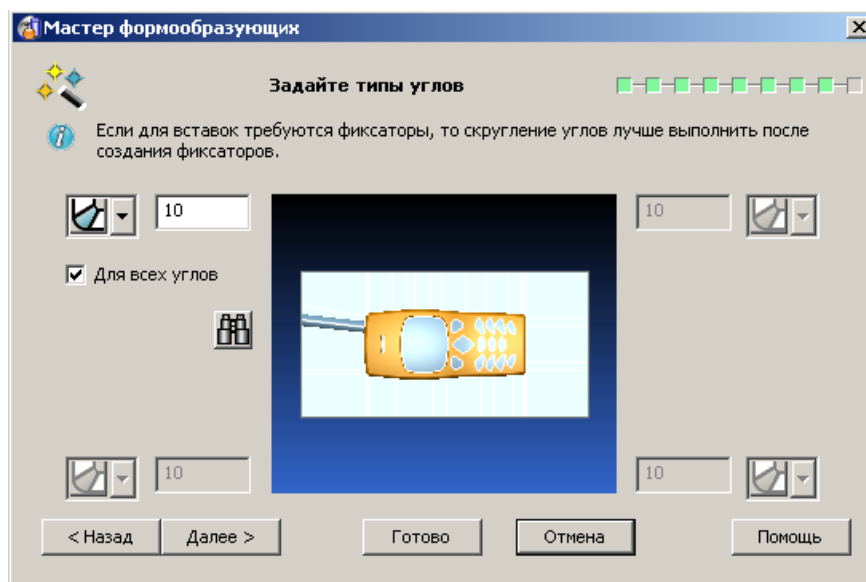 Мастер формообразующих
Задайте типы углов
Если для вставок требуются фиксаторы, то скругление углов лучше выполнить после
создания фиксаторов.
10
10
Для всех углов
10
10
< Назад
Далее >
Готово
Отмена
Помощь